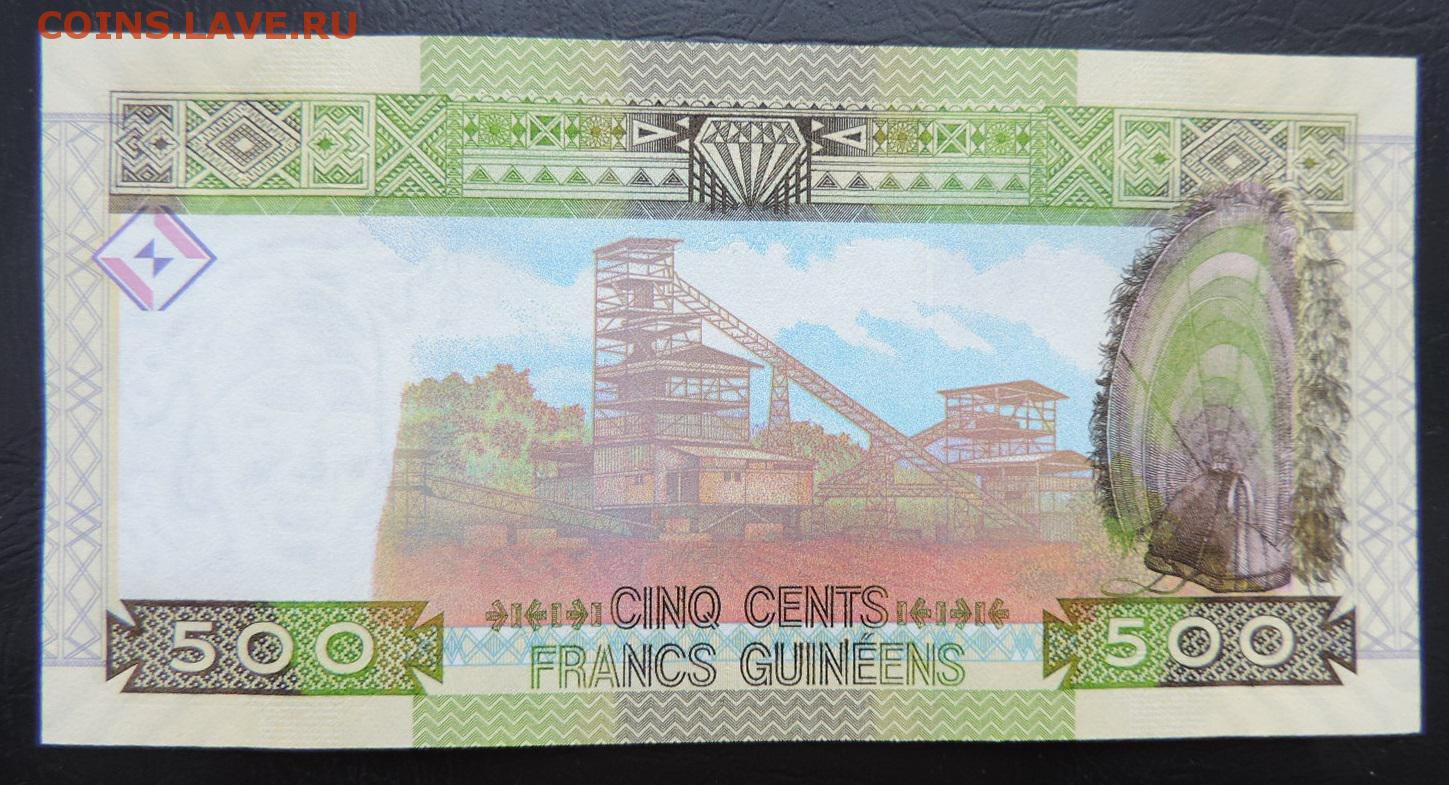 COINS.LAVE.RU
CINQ CENTS
500
FRANCS GUINÉENS
500